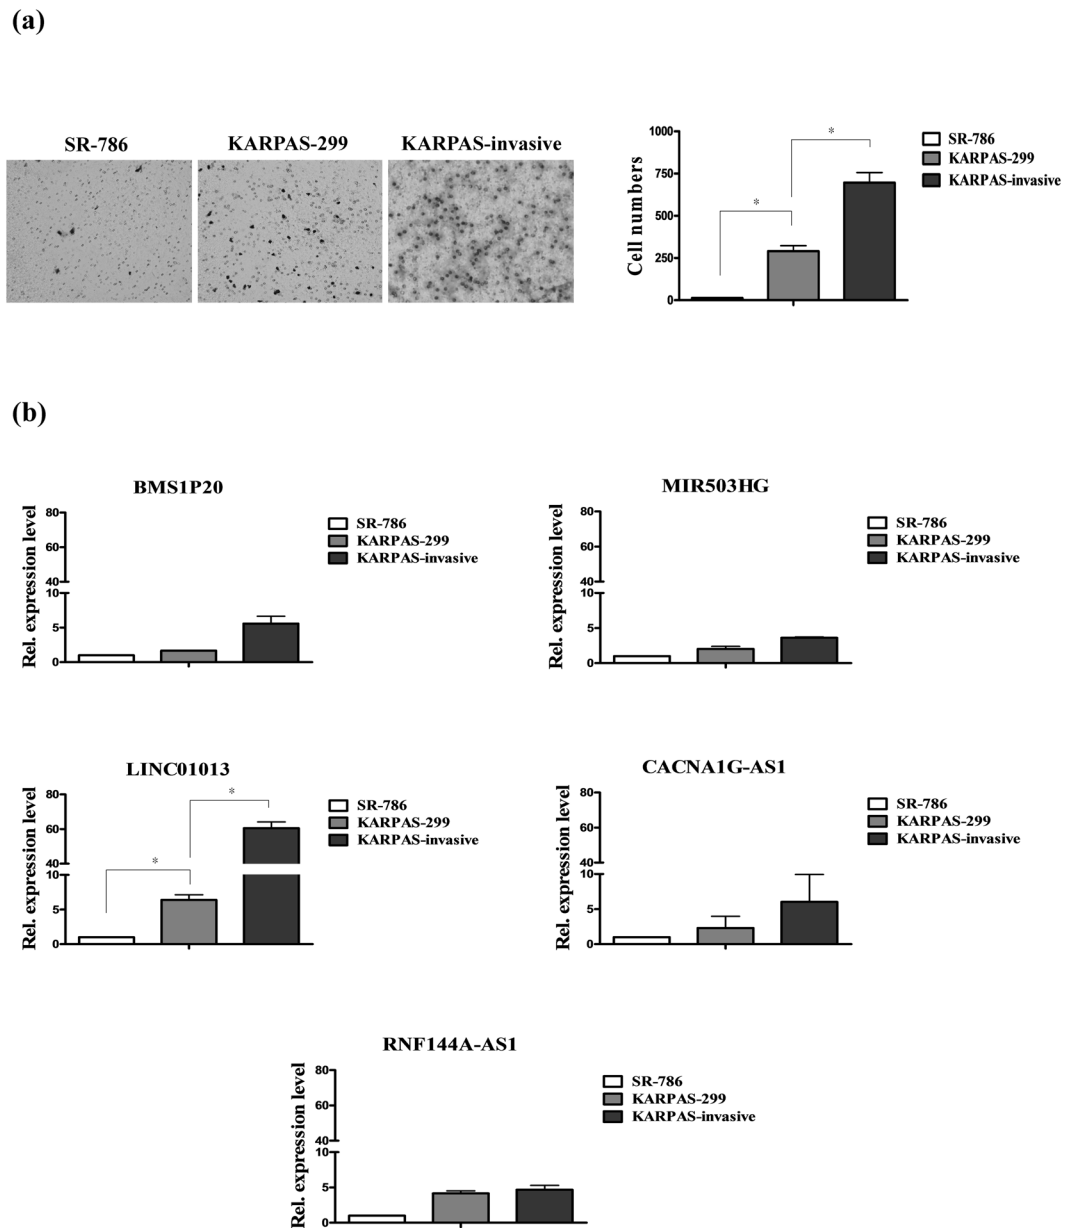 (a)
SR-786 KARPAS-299 KARPAS-invasive
1000
750
500
250
0
Cell numbers
*
*
SR-786
KARPAS-299
KARPAS-invasive
(b)
BMS1P20
80
60
40
10
5
0
Rel. expression level
SR-786
KARPAS-299
KARPAS-invasive
MIR503HG
80
60
40
10
5
0
Rel. expression level
SR-786
KARPAS-299
KARPAS-invasive
LINC01013
80
60
40
10
5
0
Rel. expression level
*
*
SR-786
KARPAS-299
KARPAS-invasive
CACNA1G-AS1
80
60
40
10
5
0
Rel. expression level
SR-786
KARPAS-299
KARPAS-invasive
RNF144A-AS1
80
60
40
10
5
0
Rel. expression level
SR-786
KARPAS-299
KARPAS-invasive